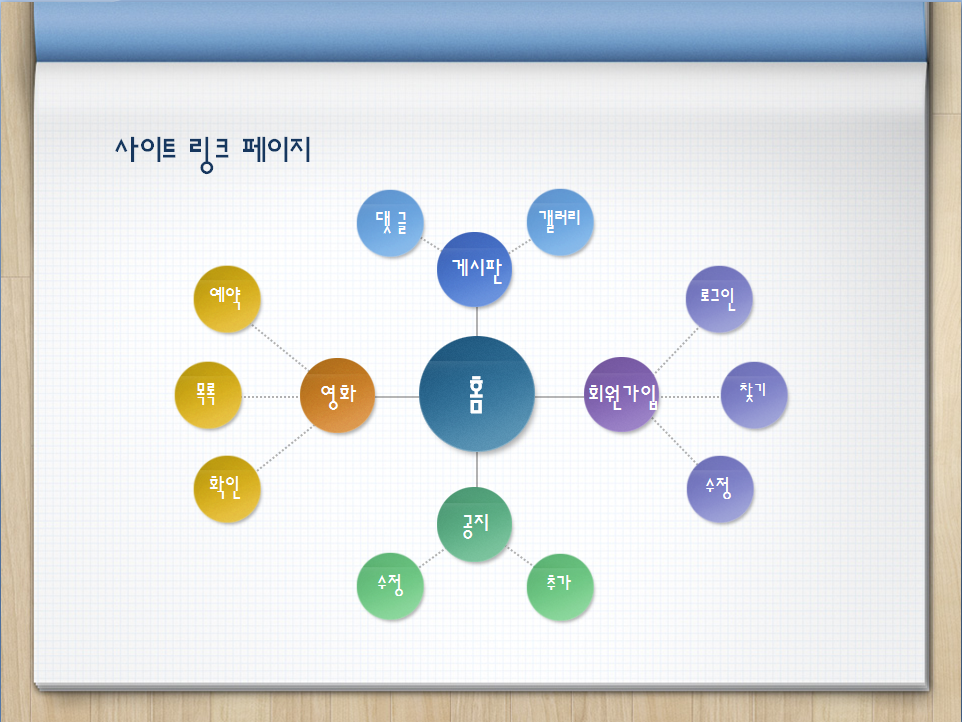 사이트 링크 페이지
댓글
갤러리
게시판
예약
로그인
목록
영화
홈
회원가입
찾기
확인
수정
공지
수정
추가